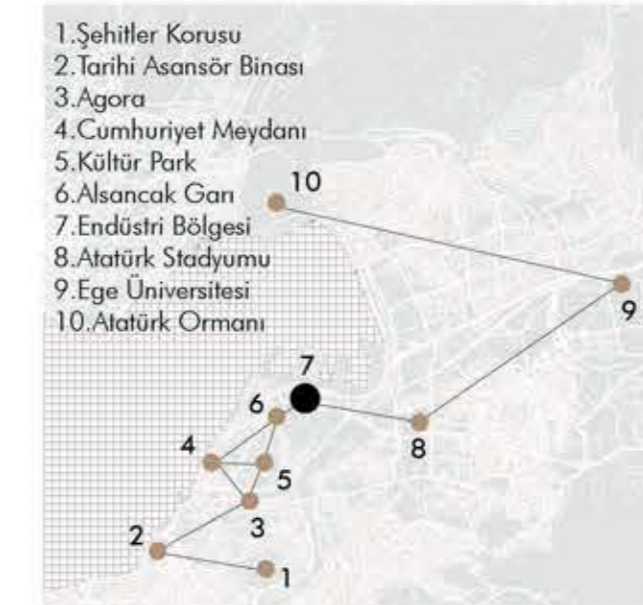 1.Şehitler Korusu
2.Tarihi Asansör Binası
3.Agora
4.Cumhuriyet Meydanı
5.Kültür Park
6.Alsancak Garı
7.Endüstri Bölgesi
8.Atatürk Stadyumu
9.Ege Üniversitesi
10.Atatürk Ormanı
10
9
7
6
8
4
5
3
2
1